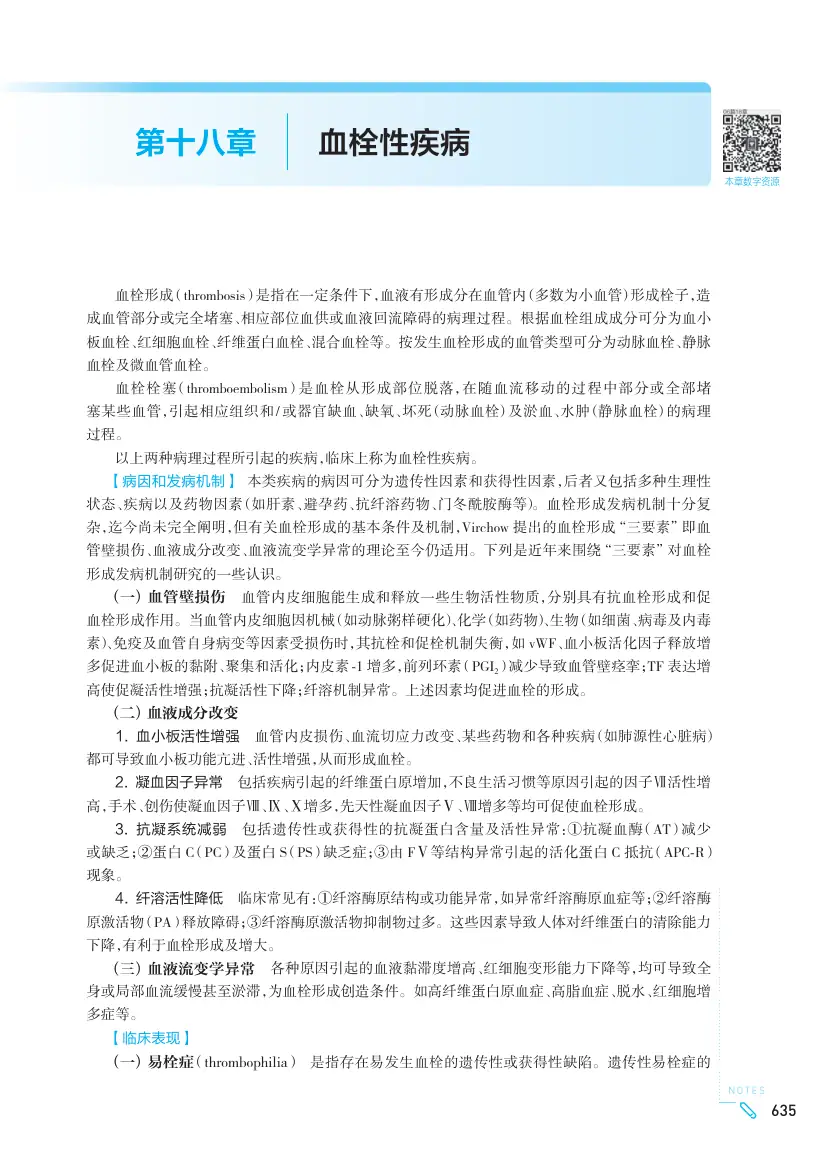 第十八章
血栓性疾病
本章数字资源
血栓形成（thrombosis）是指在一定条件下，血液有形成分在血管内（多数为小血管）形成栓子，造
成血管部分或完全堵塞、相应部位血供或血液回流障碍的病理过程。根据血栓组成成分可分为血小
板血栓、红细胞血栓、纤维蛋白血栓、混合血栓等。按发生血栓形成的血管类型可分为动脉血栓、静脉
血栓及微血管血栓。
血栓栓塞（thromboembolism）是血栓从形成部位脱落，在随血流移动的过程中部分或全部堵
塞某些血管，引起相应组织和/或器官缺血、缺氧、坏死（动脉血栓）及淤血、水肿（静脉血栓）的病理
过程。
以上两种病理过程所引起的疾病，临床上称为血栓性疾病。
【病因和发病机制】 本类疾病的病因可分为遗传性因素和获得性因素，后者又包括多种生理性
状态、疾病以及药物因素（如肝素、避孕药、抗纤溶药物、门冬酰胺酶等）。血栓形成发病机制十分复
杂，迄今尚未完全阐明，但有关血栓形成的基本条件及机制，Virchow 提出的血栓形成“三要素”即血
管壁损伤、血液成分改变、血液流变学异常的理论至今仍适用。下列是近年来围绕“三要素”对血栓
形成发病机制研究的一些认识。
（一）血管壁损伤 血管内皮细胞能生成和释放一些生物活性物质，分别具有抗血栓形成和促
血栓形成作用。当血管内皮细胞因机械（如动脉粥样硬化）、化学（如药物）、生物（如细菌、病毒及内毒
素）、免疫及血管自身病变等因素受损伤时，其抗栓和促栓机制失衡，如 vWF、血小板活化因子释放增
多促进血小板的黏附、聚集和活化；内皮素-1 增多，前列环素（PGI₂）减少导致血管壁痉挛；TF 表达增
高使促凝活性增强；抗凝活性下降；纤溶机制异常。上述因素均促进血栓的形成。
（二）血液成分改变
1. 血小板活性增强 血管内皮损伤、血流切应力改变、某些药物和各种疾病（如肺源性心脏病）
都可导致血小板功能亢进、活性增强，从而形成血栓。
2. 凝血因子异常 包括疾病引起的纤维蛋白原增加，不良生活习惯等原因引起的因子Ⅶ活性增
高，手术、创伤使凝血因子Ⅷ、Ⅸ、Ⅹ增多，先天性凝血因子Ⅴ、Ⅷ增多等均可促使血栓形成。
3. 抗凝系统减弱 包括遗传性或获得性的抗凝蛋白含量及活性异常：①抗凝血酶（AT）减少
或缺乏；②蛋白 C（PC）及蛋白 S（PS）缺乏症；③由 FⅤ等结构异常引起的活化蛋白 C 抵抗（APC-R）
现象。
4. 纤溶活性降低 临床常见有：①纤溶酶原结构或功能异常，如异常纤溶酶原血症等；②纤溶酶
原激活物（PA）释放障碍；③纤溶酶原激活物抑制物过多。这些因素导致人体对纤维蛋白的清除能力
下降，有利于血栓形成及增大。
（三）血液流变学异常 各种原因引起的血液黏滞度增高、红细胞变形能力下降等，均可导致全
身或局部血流缓慢甚至淤滞，为血栓形成创造条件。如高纤维蛋白原血症、高脂血症、脱水、红细胞增
多症等。
【临床表现】
（一）易栓症（thrombophilia） 是指存在易发生血栓的遗传性或获得性缺陷。遗传性易栓症的
NOTES
635